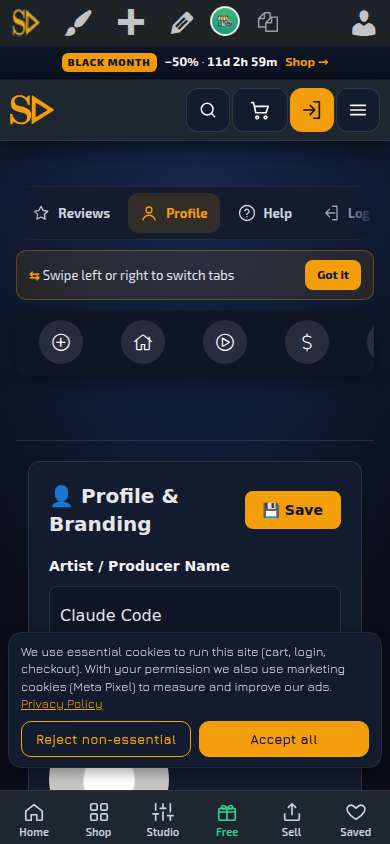 BLACK MONTH −50% · 11d 2h 59m Shop →
Reviews Profile Help Log
⇆ Swipe left or right to switch tabs Got it
👤 Profile & Branding
💾 Save
Artist / Producer Name
Claude Code
We use essential cookies to run this site (cart, login,
checkout). With your permission we also use marketing
cookies (Meta Pixel) to measure and improve our ads.
Privacy Policy
Reject non-essential Accept all
Home Shop Studio Free Sell Saved